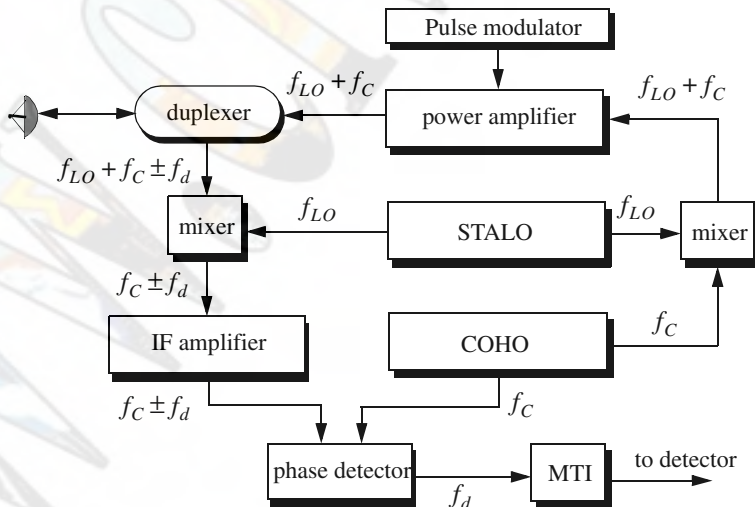 Pulse modulator
f_LO + f_C
f_LO + f_C
duplexer
power amplifier
f_LO + f_C ± f_d
f_LO
f_LO
mixer
STALO
mixer
f_C ± f_d
f_C
IF amplifier
COHO
f_C ± f_d
f_C
phase detector
MTI
to detector
f_d